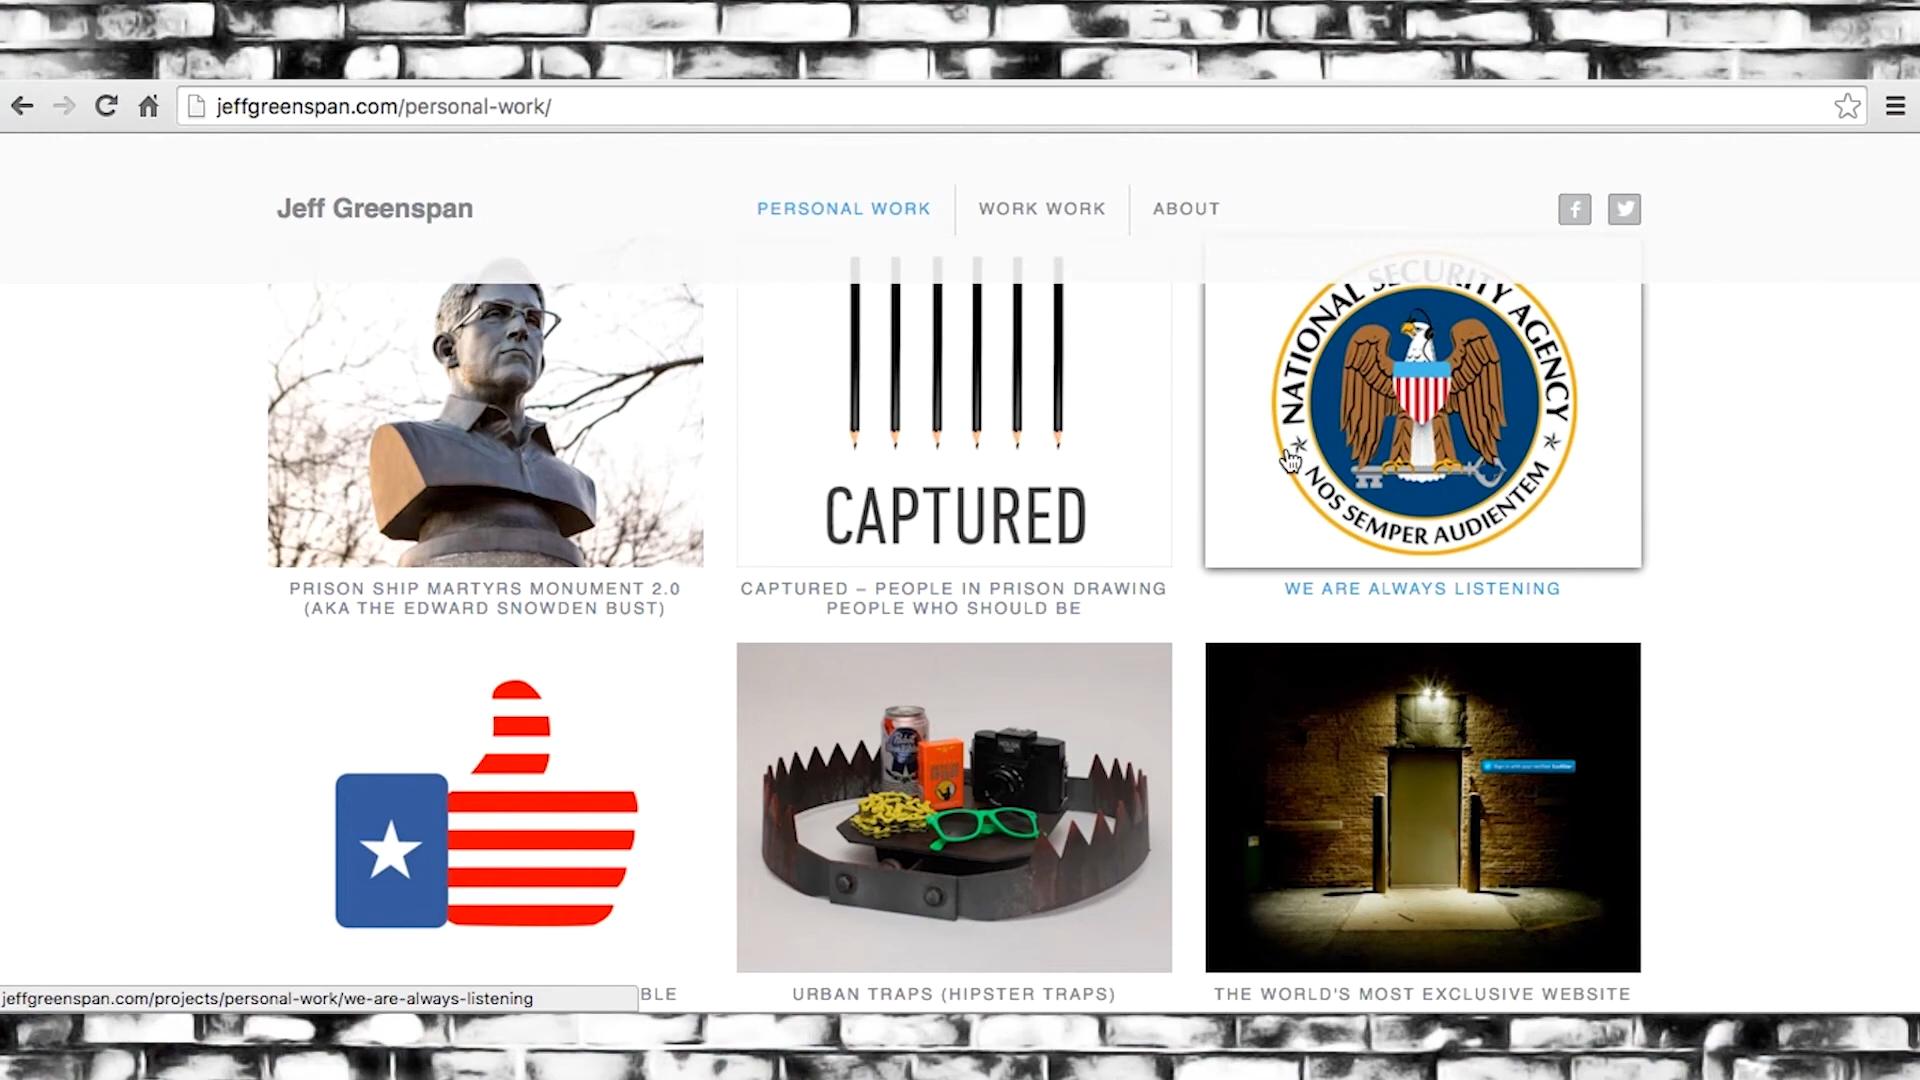 jeffgreenspan.com/personal-work/
Jeff Greenspan
PERSONAL WORK
WORK WORK
ABOUT
CAPTURED
NATIONAL SECURITY AGENCY
NOS SEMPER AUDIENTEM
PRISON SHIP MARTYRS MONUMENT 2.0
(AKA THE EDWARD SNOWDEN BUST)
CAPTURED – PEOPLE IN PRISON DRAWING
PEOPLE WHO SHOULD BE
WE ARE ALWAYS LISTENING
BLE
URBAN TRAPS (HIPSTER TRAPS)
THE WORLD'S MOST EXCLUSIVE WEBSITE
jeffgreenspan.com/projects/personal-work/we-are-always-listening